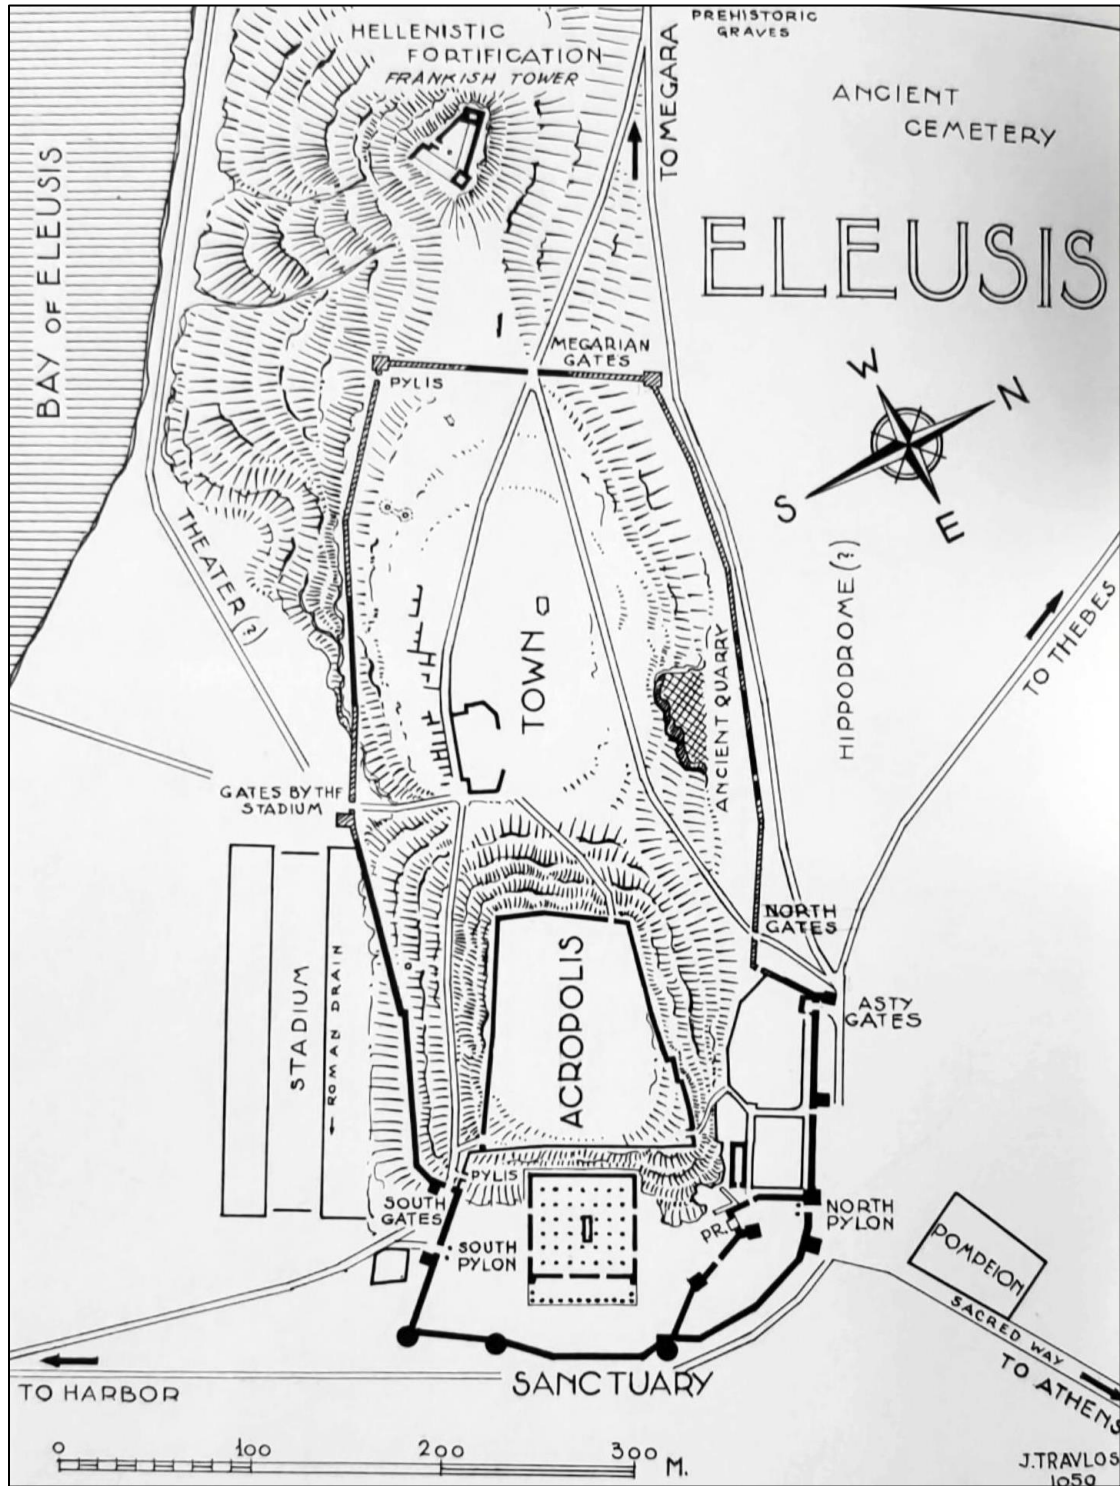 HELLENISTIC
FORTIFICATION
FRANKISH TOWER
TO MEGARA
PREHISTORIC
GRAVES
ANCIENT
CEMETERY
BAY OF ELEUSIS
ELEUSIS
MEGARIAN
GATES
PYLIS
W
N
S
E
THEATER (?)
TOWN
ANCIENT QUARRY
HIPPODROME (?)
TO THEBES
GATES BY THE
STADIUM
NORTH
GATES
STADIUM
ROMAN DRAIN
ACROPOLIS
ASTY
GATES
PYLIS
SOUTH
GATES
SOUTH
PYLON
PR.
NORTH
PYLON
POMPEION
SACRED WAY
TO ATHENS
SANCTUARY
TO HARBOR
0 100 200 300 M.
J.TRAVLOS
1950